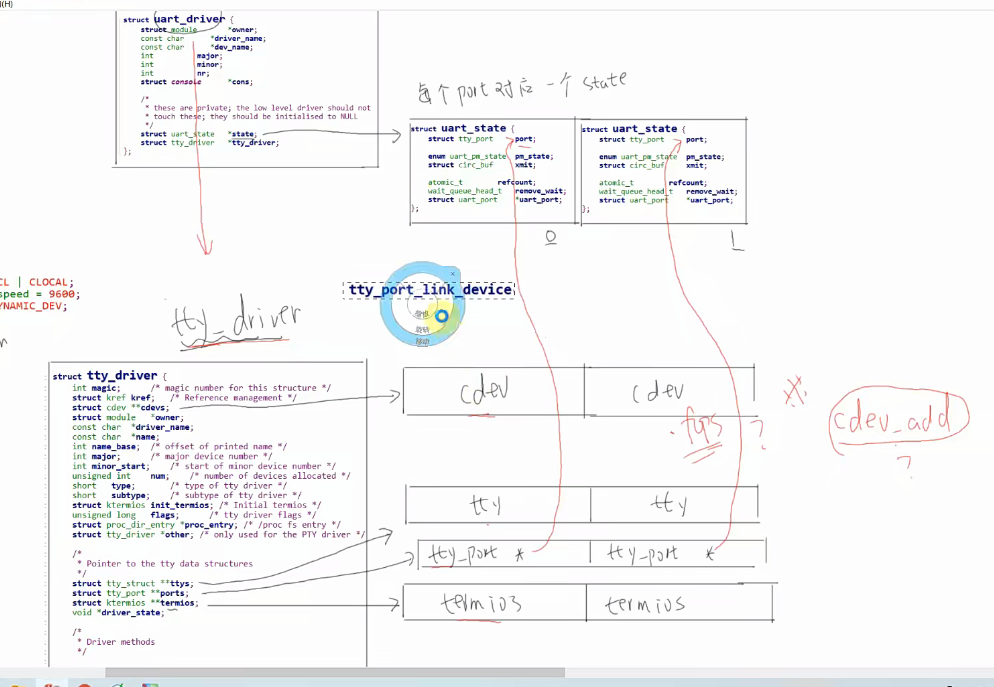 (H)
struct uart_driver {
struct module *owner;
const char *driver_name;
const char *dev_name;
int major;
int minor;
int nr;
struct console *cons;
/*
* these are private; the low level driver should not
* touch these; they should be initialised to NULL
*/
struct uart_state *state;
struct tty_driver *tty_driver;
};
每个port对应一个state
struct uart_state {
struct tty_port port;
enum uart_pm_state pm_state;
struct circ_buf xmit;
atomic_t refcount;
wait_queue_head_t remove_wait;
struct uart_port *uart_port;
};
0
struct uart_state {
struct tty_port port;
enum uart_pm_state pm_state;
struct circ_buf xmit;
atomic_t refcount;
wait_queue_head_t remove_wait;
struct uart_port *uart_port;
};
1
CL | CLOCAL;
speed = 9600;
YNAMIC_DEV;
r
tty_port_link_device
移动
tty_driver
struct tty_driver {
int magic; /* magic number for this structure */
struct kref kref; /* Reference management */
struct cdev **cdevs;
struct module *owner;
const char *driver_name;
const char *name;
int name_base; /* offset of printed name */
int major; /* major device number */
int minor_start; /* start of minor device number */
unsigned int num; /* number of devices allocated */
short type; /* type of tty driver */
short subtype; /* subtype of tty driver */
struct ktermios init_termios; /* Initial termios */
unsigned long flags; /* tty driver flags */
struct proc_dir_entry *proc_entry; /* /proc fs entry */
struct tty_driver *other; /* only used for the PTY driver */
/*
* Pointer to the tty data structures
*/
struct tty_struct **ttys;
struct tty_port **ports;
struct ktermios **termios;
void *driver_state;
/*
* Driver methods
*/
cdev cdev
.fops ?
cdev_add
?
tty tty
tty_port * tty_port *
termios termios